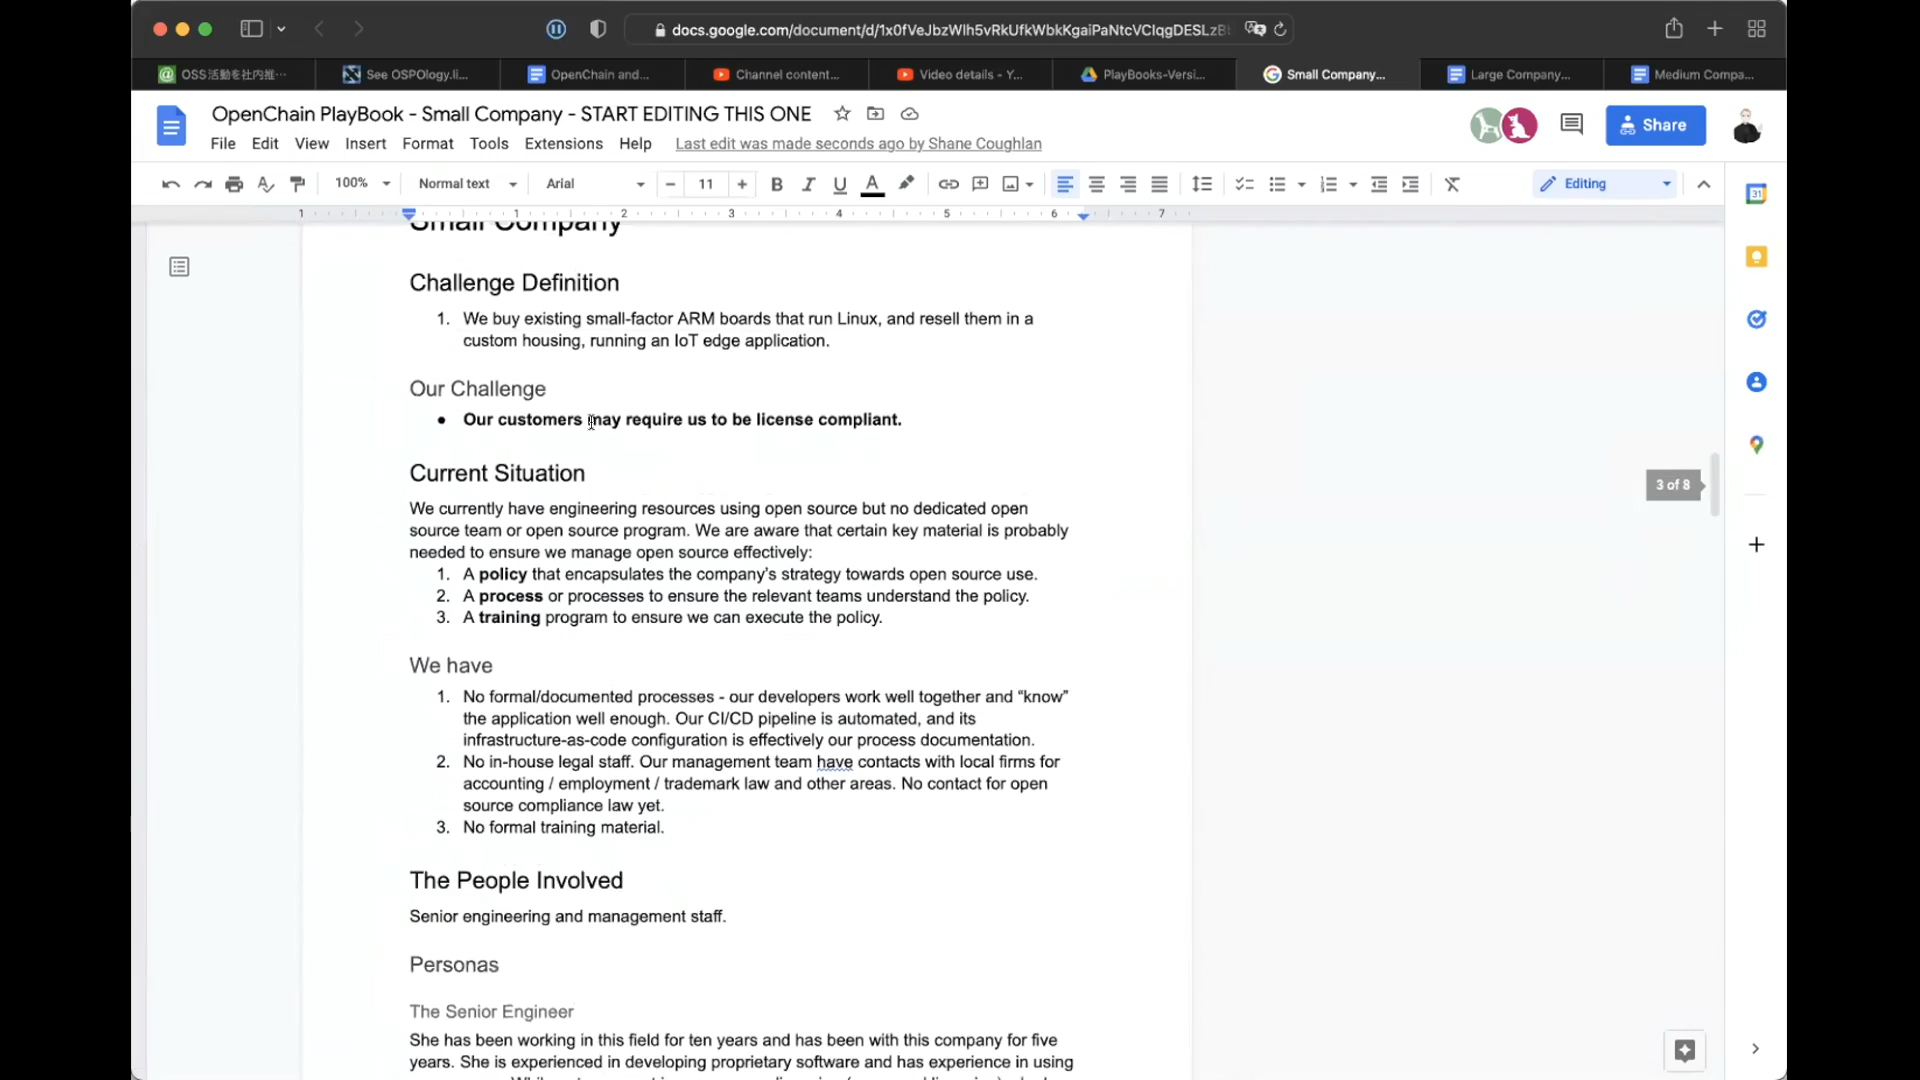 docs.google.com/document/d/1x0fVeJbzWlh5vRkUfkWbkKgaiPaNtcVClqgDESLzB
OSS活動を社内推…
See OSPOlogy.li...
OpenChain and...
Channel content...
Video details - Y...
PlayBooks-Versi...
Small Company...
Large Company...
Medium Compa...
OpenChain PlayBook - Small Company - START EDITING THIS ONE
File Edit View Insert Format Tools Extensions Help Last edit was made seconds ago by Shane Coughlan
Share
100% Normal text Arial 11 Editing
1 1 2 3 4 5 6 7
31
Small Company
Challenge Definition
1. We buy existing small-factor ARM boards that run Linux, and resell them in a
custom housing, running an IoT edge application.
Our Challenge
● Our customers may require us to be license compliant.
Current Situation
We currently have engineering resources using open source but no dedicated open
source team or open source program. We are aware that certain key material is probably
needed to ensure we manage open source effectively:
1. A policy that encapsulates the company's strategy towards open source use.
2. A process or processes to ensure the relevant teams understand the policy.
3. A training program to ensure we can execute the policy.
3 of 8
We have
1. No formal/documented processes - our developers work well together and “know”
the application well enough. Our CI/CD pipeline is automated, and its
infrastructure-as-code configuration is effectively our process documentation.
2. No in-house legal staff. Our management team have contacts with local firms for
accounting / employment / trademark law and other areas. No contact for open
source compliance law yet.
3. No formal training material.
The People Involved
Senior engineering and management staff.
Personas
The Senior Engineer
She has been working in this field for ten years and has been with this company for five
years. She is experienced in developing proprietary software and has experience in using